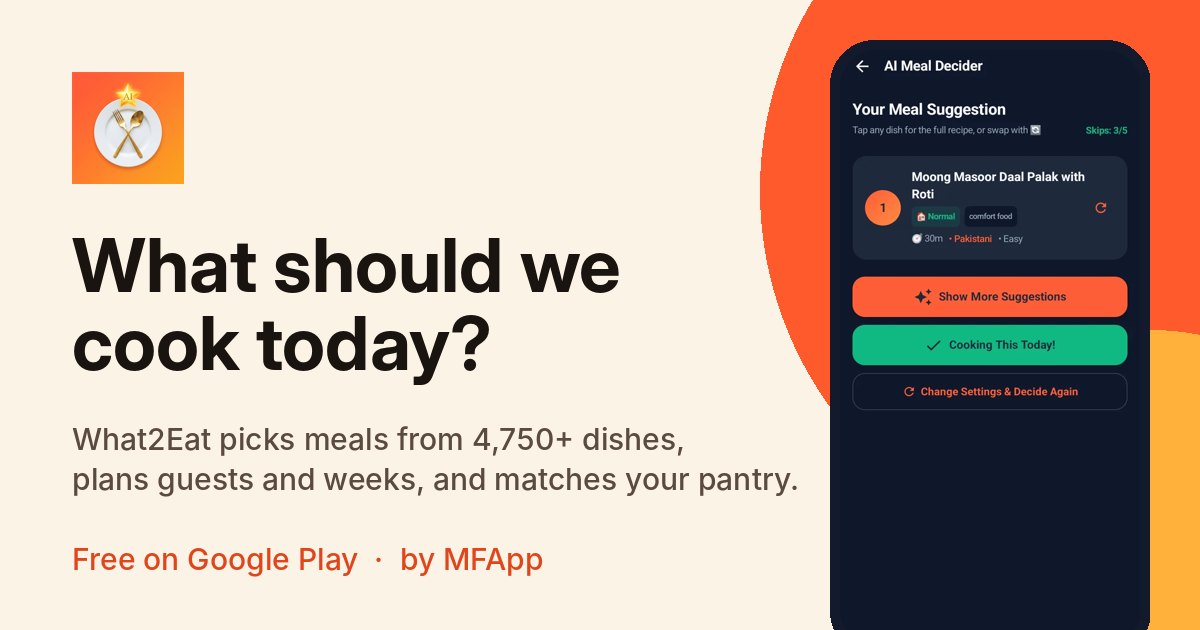 AI
What should we
cook today?
What2Eat picks meals from 4,750+ dishes,
plans guests and weeks, and matches your pantry.
Free on Google Play · by MFApp
AI Meal Decider
Your Meal Suggestion
Tap any dish for the full recipe, or swap with
Skips: 3/5
1
Moong Masoor Daal Palak with
Roti
Normal
comfort food
30m • Pakistani • Easy
Show More Suggestions
Cooking This Today!
Change Settings & Decide Again